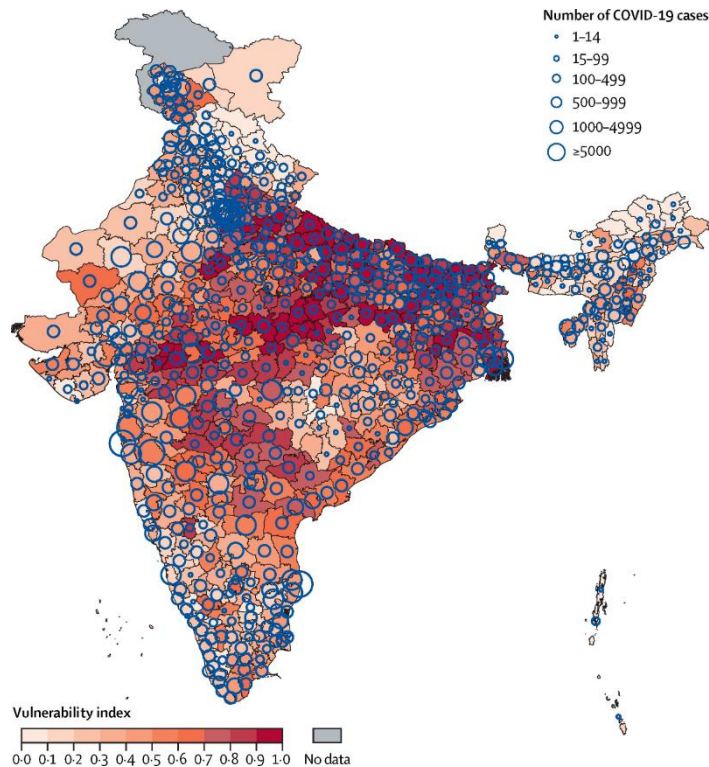 Number of COVID-19 cases
1–14
15–99
100–499
500–999
1000–4999
≥5000
Vulnerability index
0·0 0·1 0·2 0·3 0·4 0·5 0·6 0·7 0·8 0·9 1·0
No data